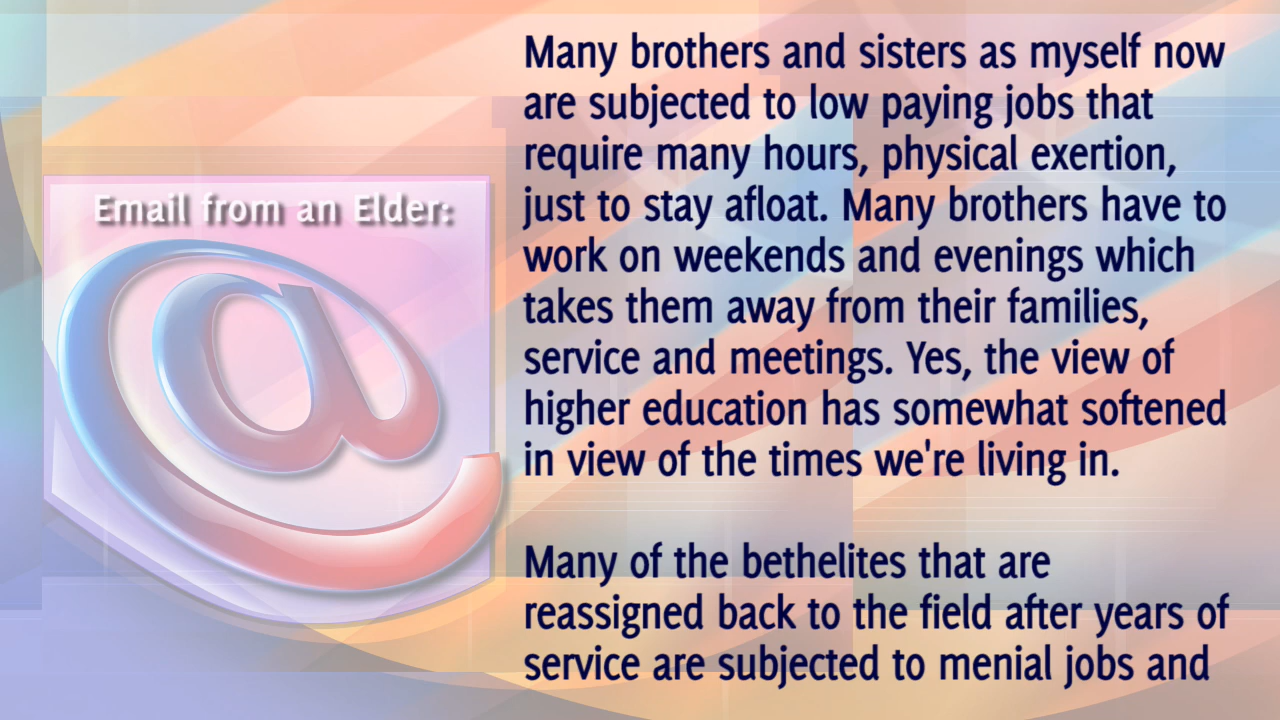 Email from an Elder:
Many brothers and sisters as myself now
are subjected to low paying jobs that
require many hours, physical exertion,
just to stay afloat. Many brothers have to
work on weekends and evenings which
takes them away from their families,
service and meetings. Yes, the view of
higher education has somewhat softened
in view of the times we're living in.
Many of the bethelites that are
reassigned back to the field after years of
service are subjected to menial jobs and